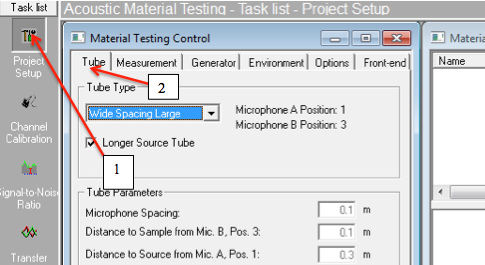 Task list
Acoustic Material Testing - Task list - Project Setup
Project
Setup
Channel
Calibration
Signal-to-Noise
Ratio
Transfer
Material Testing Control
Tube Measurement Generator Environment Options Front-end
Tube Type
Wide Spacing Large
Microphone A Position: 1
Microphone B Position: 3
Longer Source Tube
Tube Parameters
Microphone Spacing: 0.1 m
Distance to Sample from Mic. B, Pos. 3: 0.1 m
Distance to Source from Mic. A, Pos. 1: 0.3 m
1
2
Name